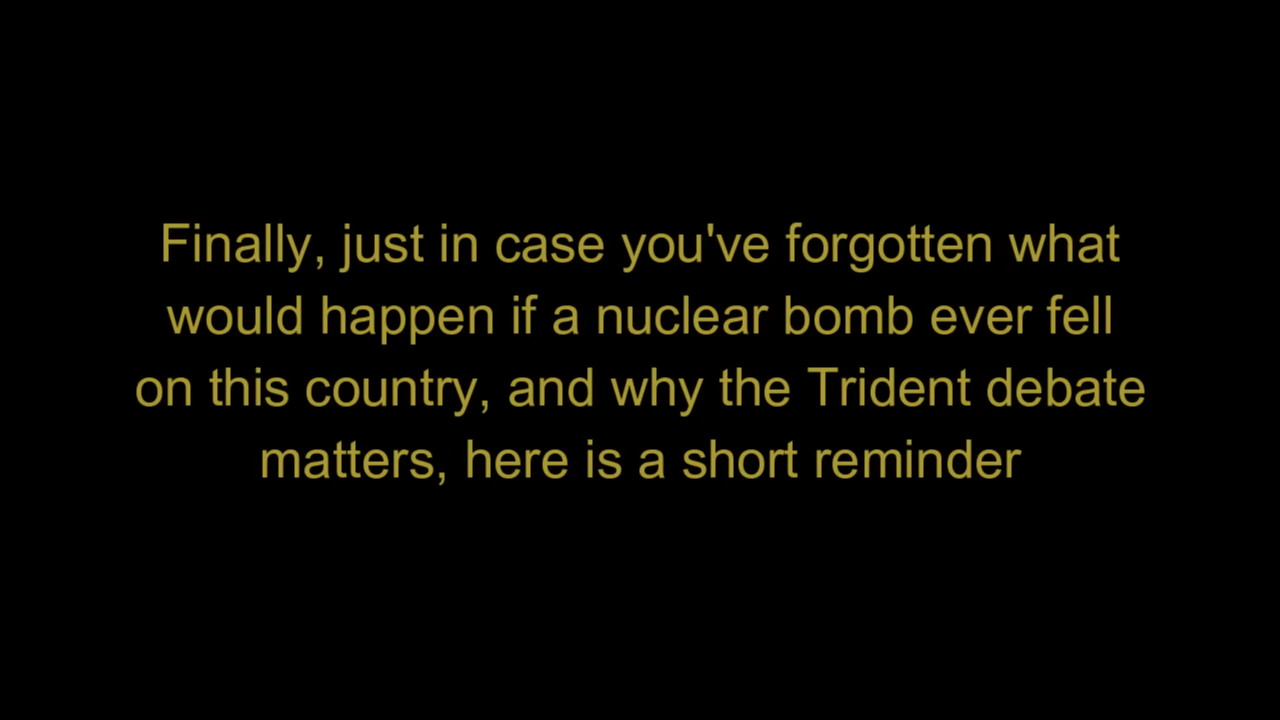 Finally, just in case you've forgotten what
would happen if a nuclear bomb ever fell
on this country, and why the Trident debate
matters, here is a short reminder